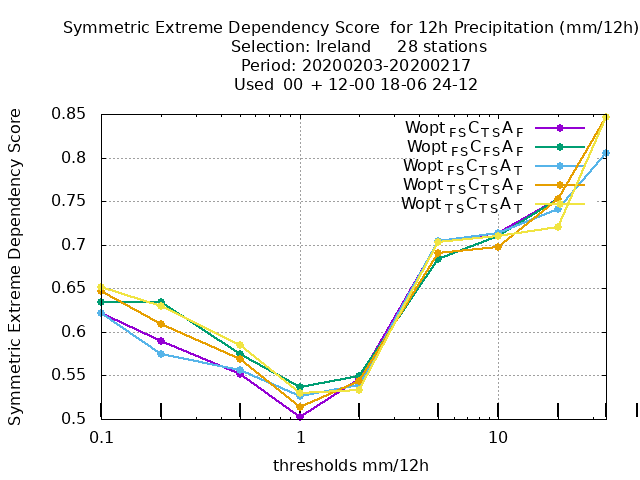 Symmetric Extreme Dependency Score  for 12h Precipitation (mm/12h)
Selection: Ireland     28 stations
Period: 20200203-20200217
Used  00  + 12-00 18-06 24-12
Symmetric Extreme Dependency Score
0.85
0.8
0.75
0.7
0.65
0.6
0.55
0.5
Wopt FS C TS A F
Wopt FS C FS A F
Wopt FS C TS A T
Wopt TS C TS A F
Wopt TS C TS A T
0.1
1
10
thresholds mm/12h